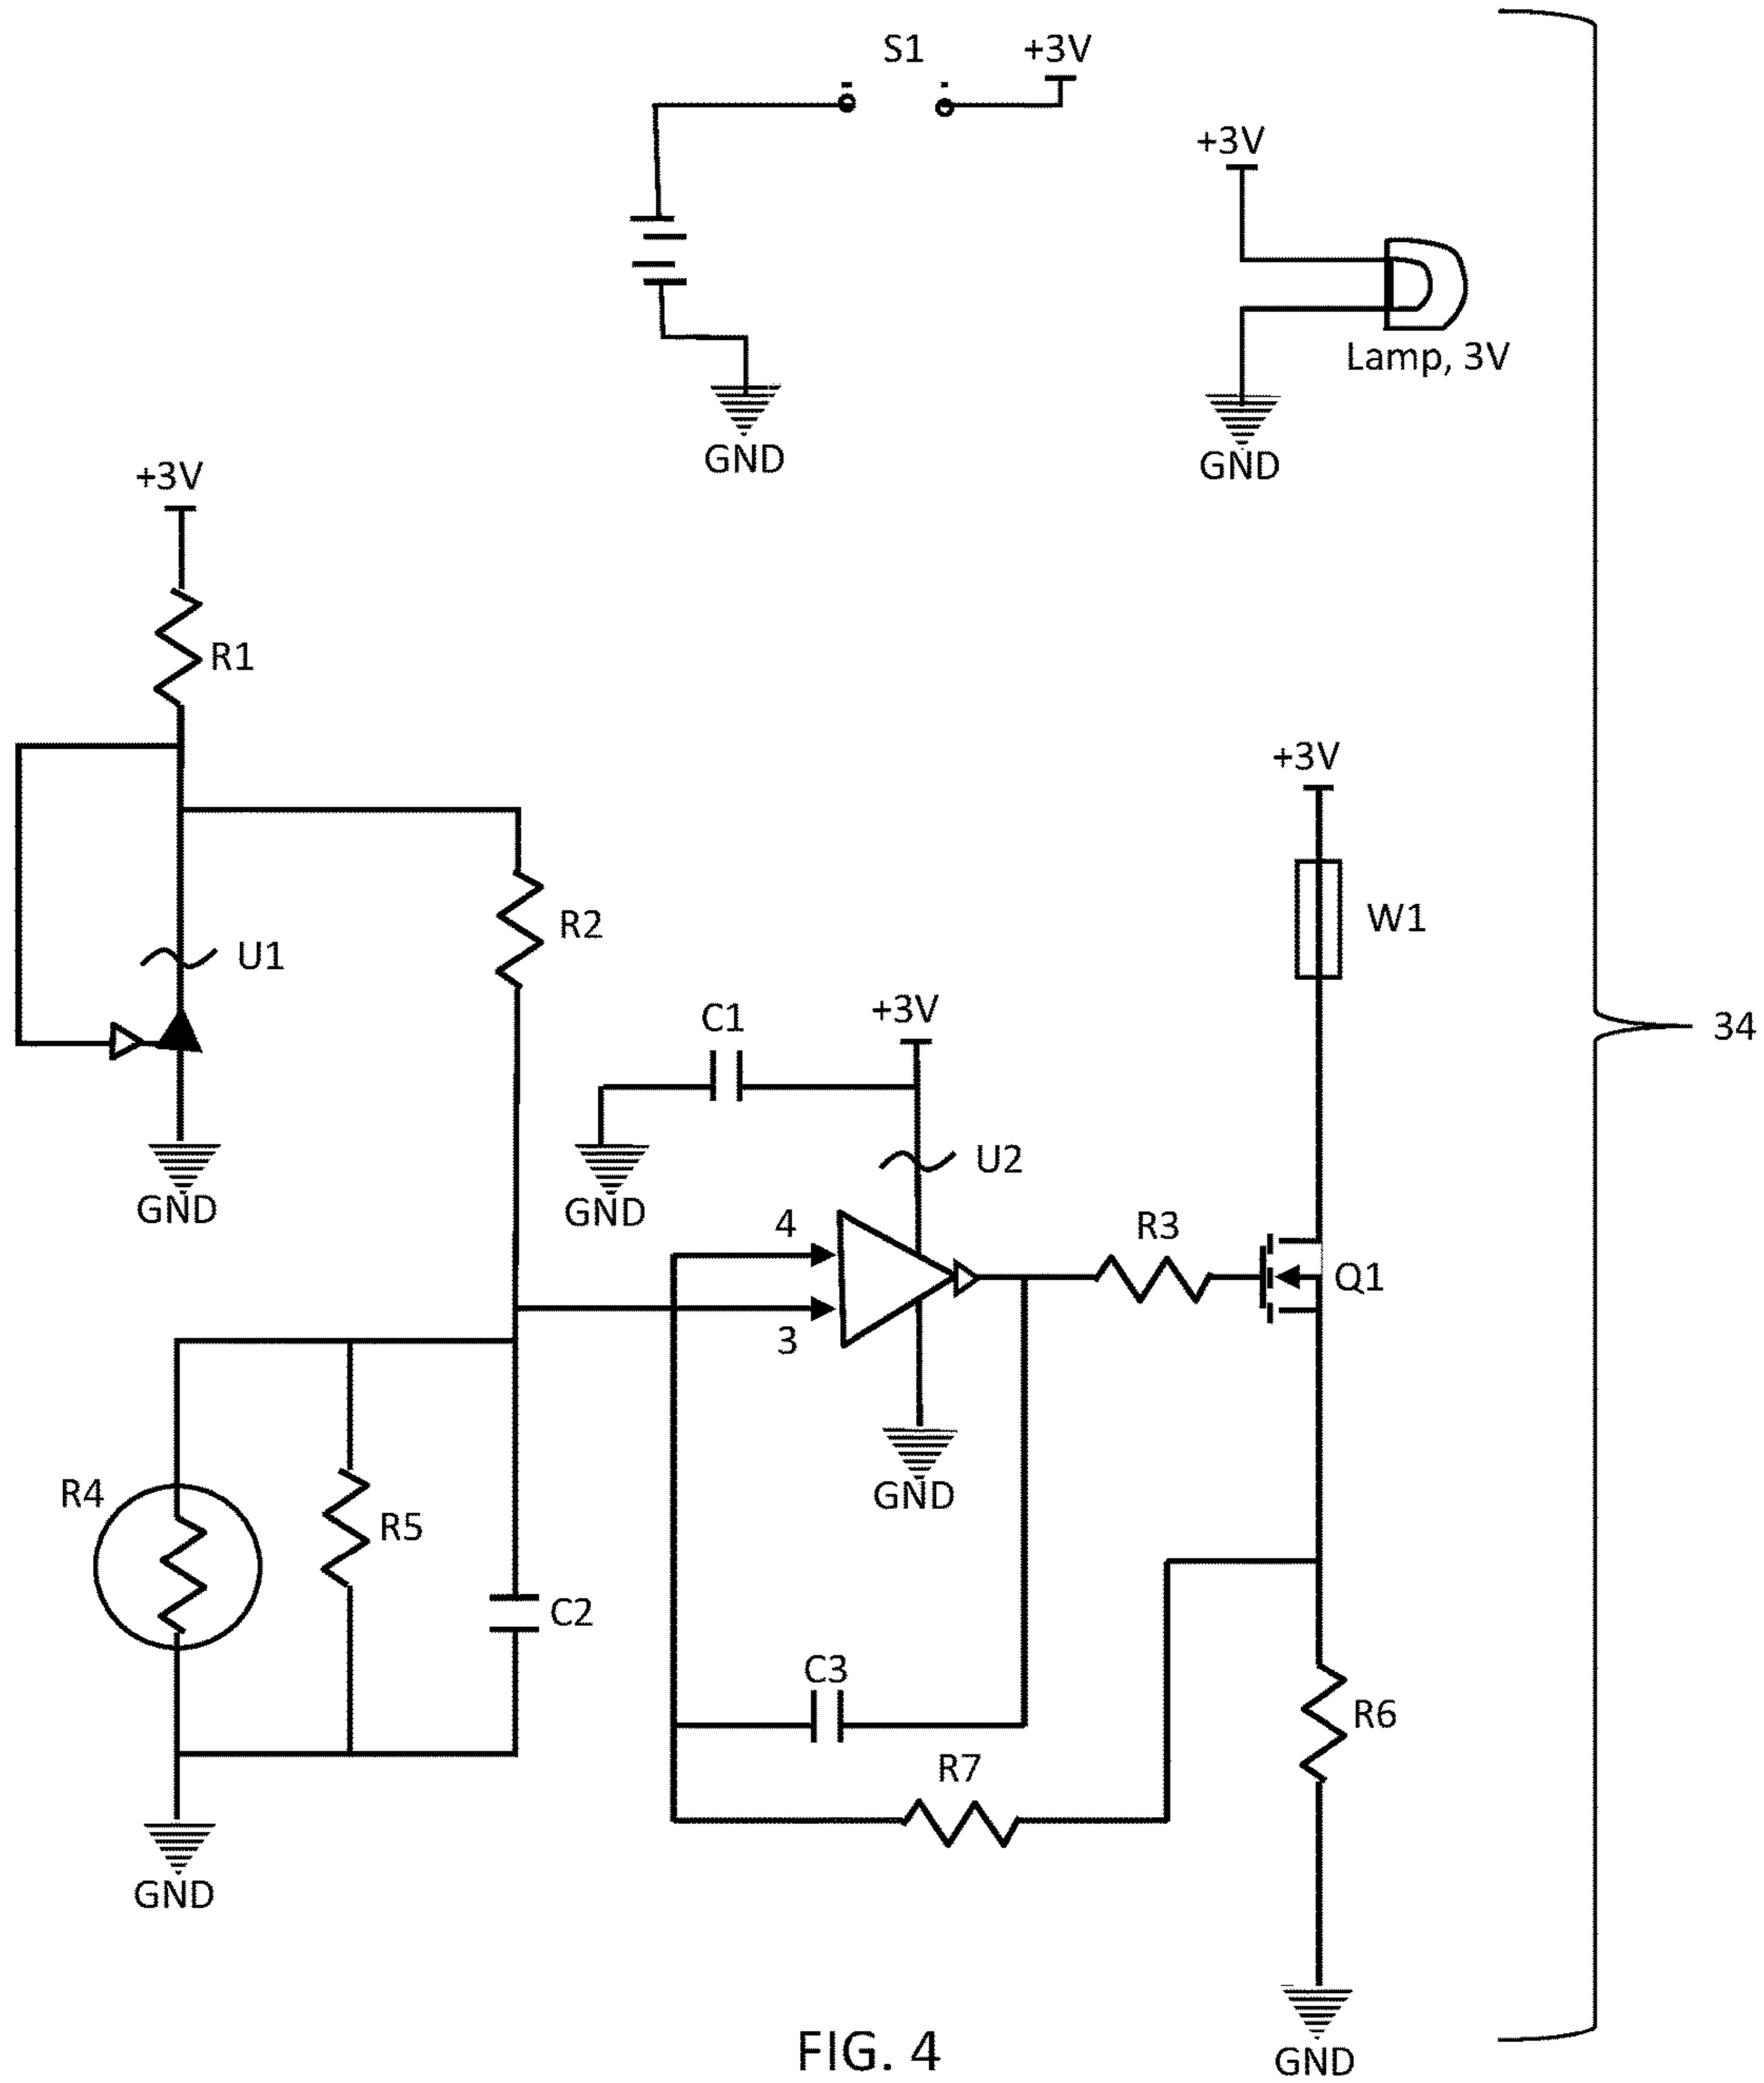 S1
+3V
+3V
Lamp, 3V
GND
GND
+3V
R1
+3V
R2
W1
U1
C1
+3V
34
U2
GND
GND
4
R3
Q1
3
R4
GND
R5
C2
C3
R6
R7
GND
FIG. 4
GND